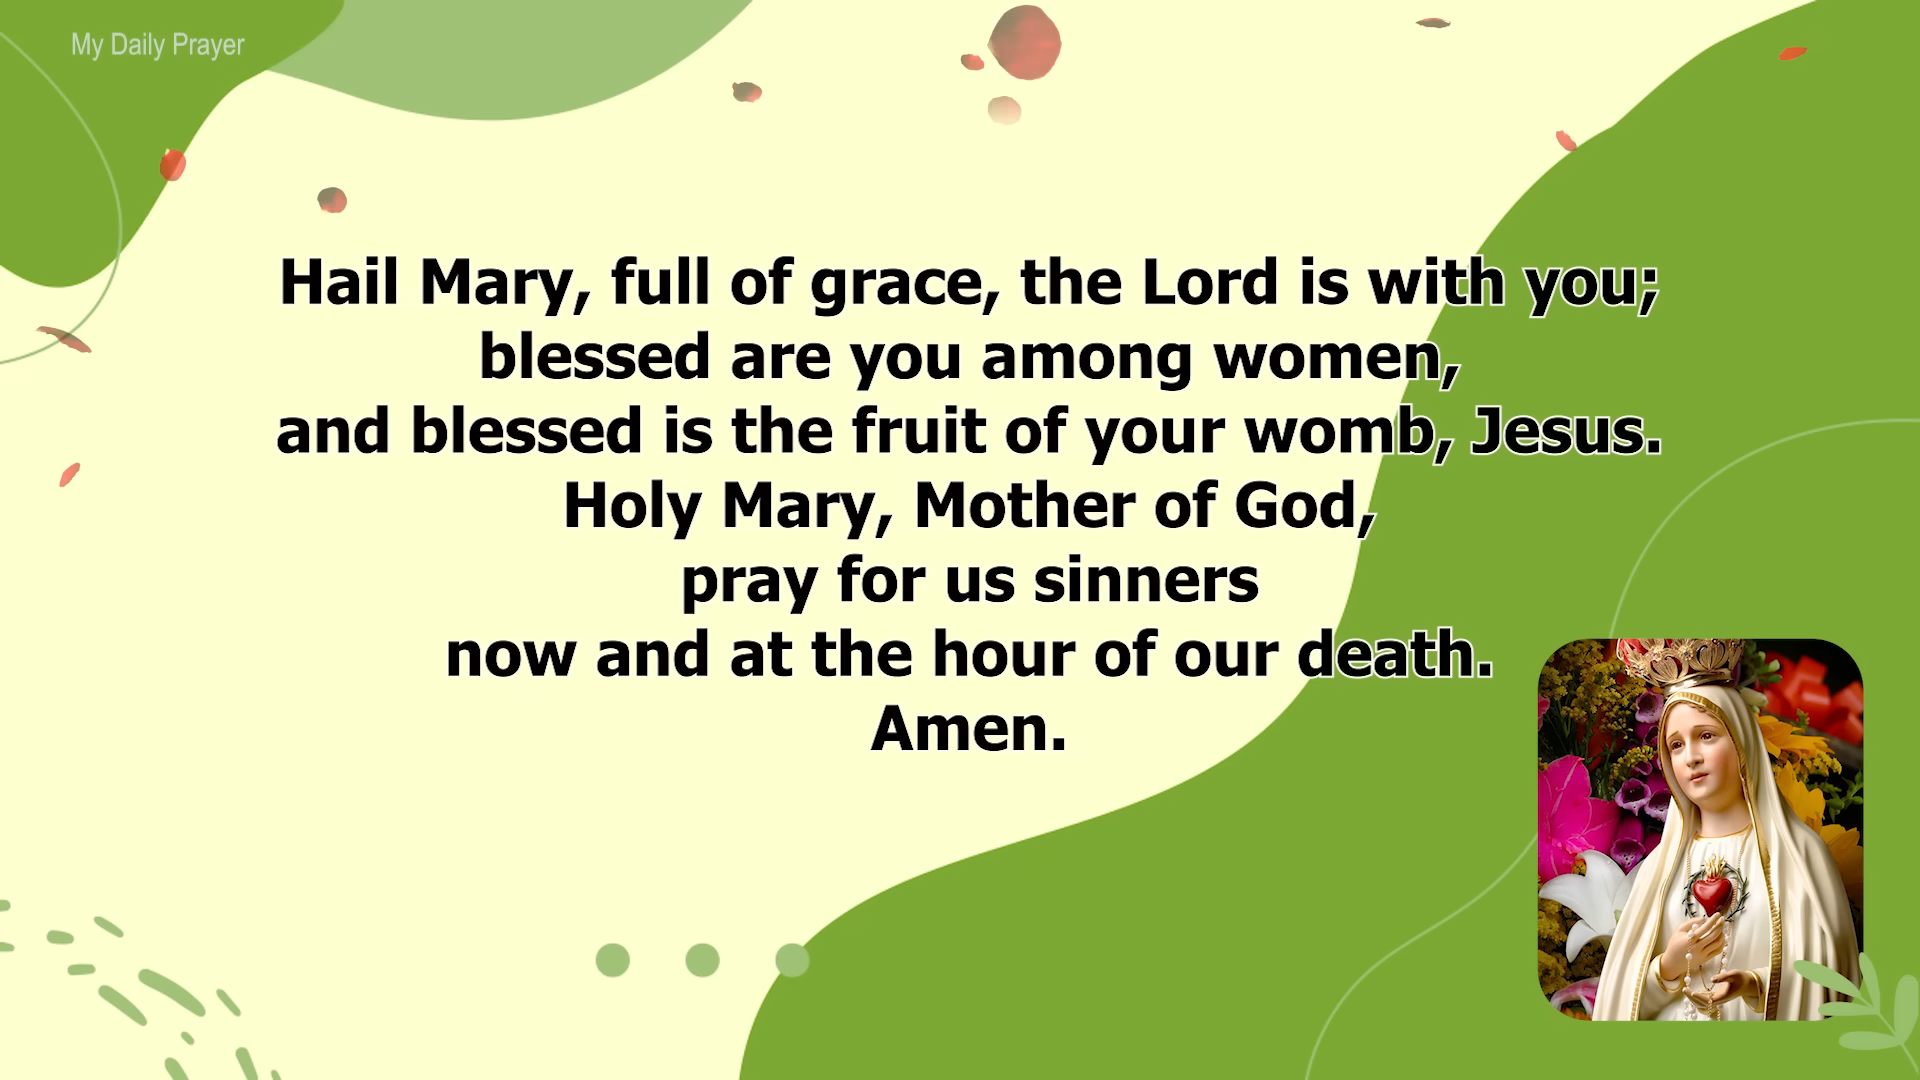 My Daily Prayer
Hail Mary, full of grace, the Lord is with you;
blessed are you among women,
and blessed is the fruit of your womb, Jesus.
Holy Mary, Mother of God,
pray for us sinners
now and at the hour of our death.
Amen.